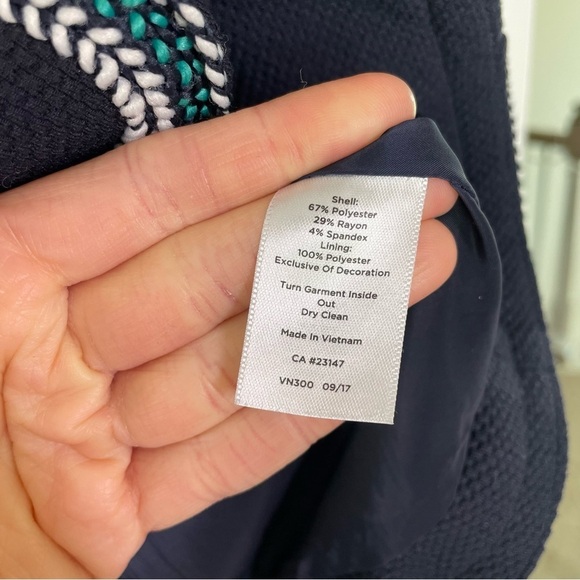 Shell:
67% Polyester
29% Rayon
4% Spandex
Lining:
100% Polyester
Exclusive Of Decoration
Turn Garment Inside
Out
Dry Clean
Made In Vietnam
CA #23147
VN300 09/17